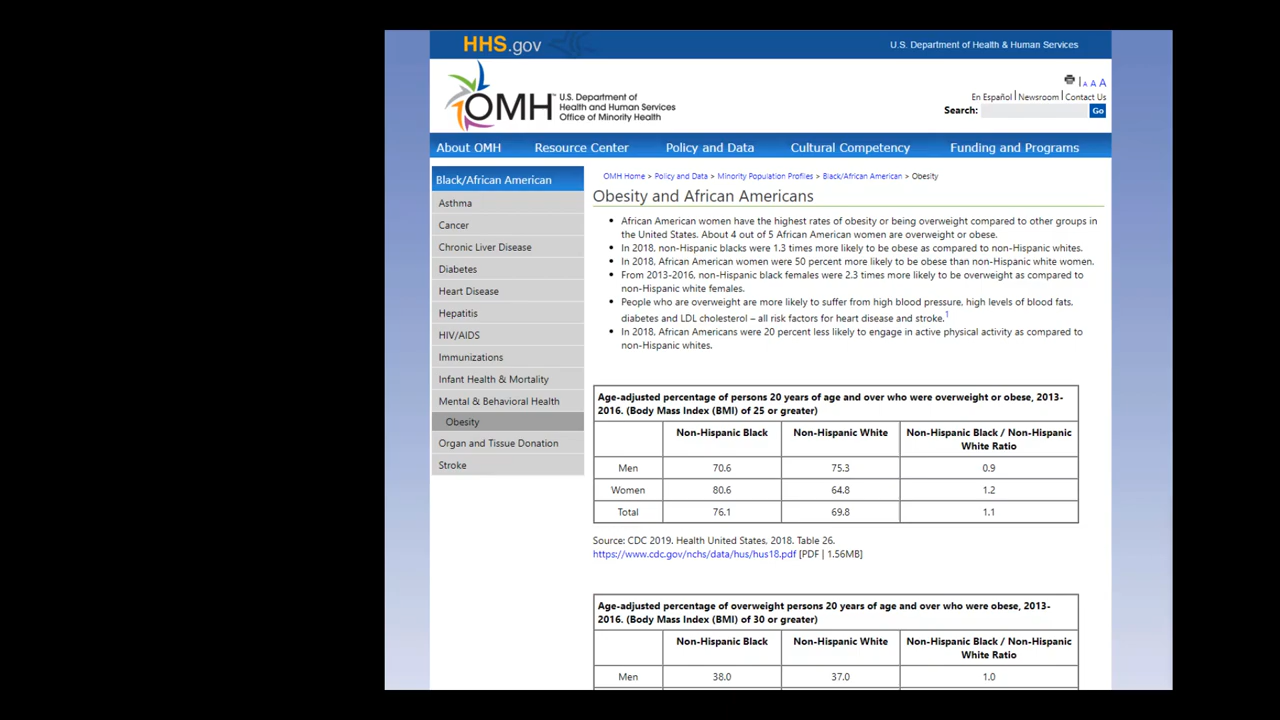 HHS.gov
U.S. Department of Health & Human Services
OMH
U.S. Department of
Health and Human Services
Office of Minority Health
A A A
En Español Newsroom Contact Us
Search: Go
About OMH Resource Center Policy and Data Cultural Competency Funding and Programs
Black/African American
Asthma
Cancer
Chronic Liver Disease
Diabetes
Heart Disease
Hepatitis
HIV/AIDS
Immunizations
Infant Health & Mortality
Mental & Behavioral Health
Obesity
Organ and Tissue Donation
Stroke
OMH Home > Policy and Data > Minority Population Profiles > Black/African American > Obesity
Obesity and African Americans
• African American women have the highest rates of obesity or being overweight compared to other groups in
the United States. About 4 out of 5 African American women are overweight or obese.
• In 2018. non-Hispanic blacks were 1.3 times more likely to be obese as compared to non-Hispanic whites.
• In 2018. African American women were 50 percent more likely to be obese than non-Hispanic white women.
• From 2013-2016, non-Hispanic black females were 2.3 times more likely to be overweight as compared to
non-Hispanic white females.
• People who are overweight are more likely to suffer from high blood pressure, high levels of blood fats,
diabetes and LDL cholesterol – all risk factors for heart disease and stroke.1
• In 2018. African Americans were 20 percent less likely to engage in active physical activity as compared to
non-Hispanic whites.
Age-adjusted percentage of persons 20 years of age and over who were overweight or obese, 2013-
2016. (Body Mass Index (BMI) of 25 or greater)
Non-Hispanic Black Non-Hispanic White Non-Hispanic Black / Non-Hispanic
White Ratio
Men 70.6 75.3 0.9
Women 80.6 64.8 1.2
Total 76.1 69.8 1.1
Source: CDC 2019. Health United States. 2018. Table 26.
https://www.cdc.gov/nchs/data/hus/hus18.pdf [PDF | 1.56MB]
Age-adjusted percentage of overweight persons 20 years of age and over who were obese, 2013-
2016. (Body Mass Index (BMI) of 30 or greater)
Non-Hispanic Black Non-Hispanic White Non-Hispanic Black / Non-Hispanic
White Ratio
Men 38.0 37.0 1.0